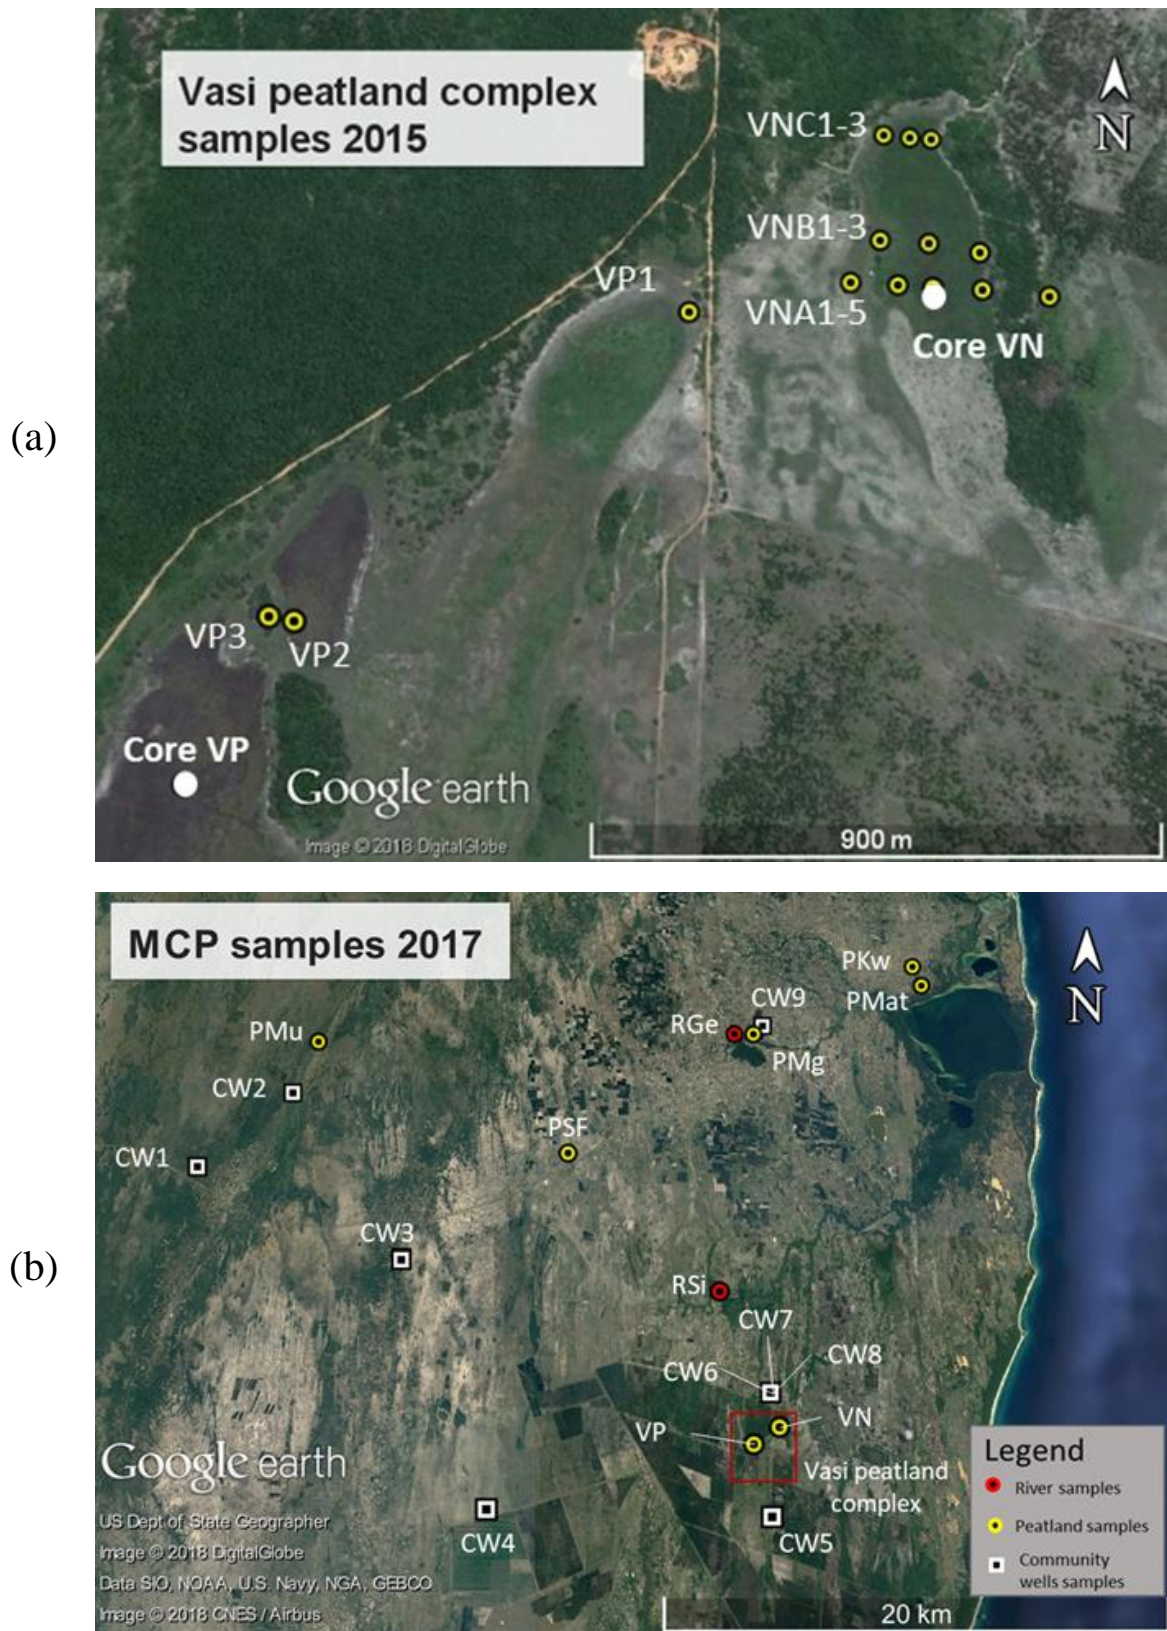 Vasi peatland complex
samples 2015
N
VNC1-3
VNB1-3
VP1
VNA1-5
Core VN
(a)
VP3
VP2
Core VP
Google earth
Image © 2018 DigitalGlobe
900 m
MCP samples 2017
N
PKw
PMat
CW9
RGe
PMg
PMu
CW2
PSF
CW1
CW3
(b)
RSi
CW7
CW8
CW6
VN
VP
Vasi peatland
complex
Google earth
US Dept of State Geographer
Image © 2018 DigitalGlobe
Data SIO, NOAA, U.S. Navy, NGA, GEBCO
Image © 2018 CNES / Airbus
CW4
CW5
Legend
River samples
Peatland samples
Community
wells samples
20 km